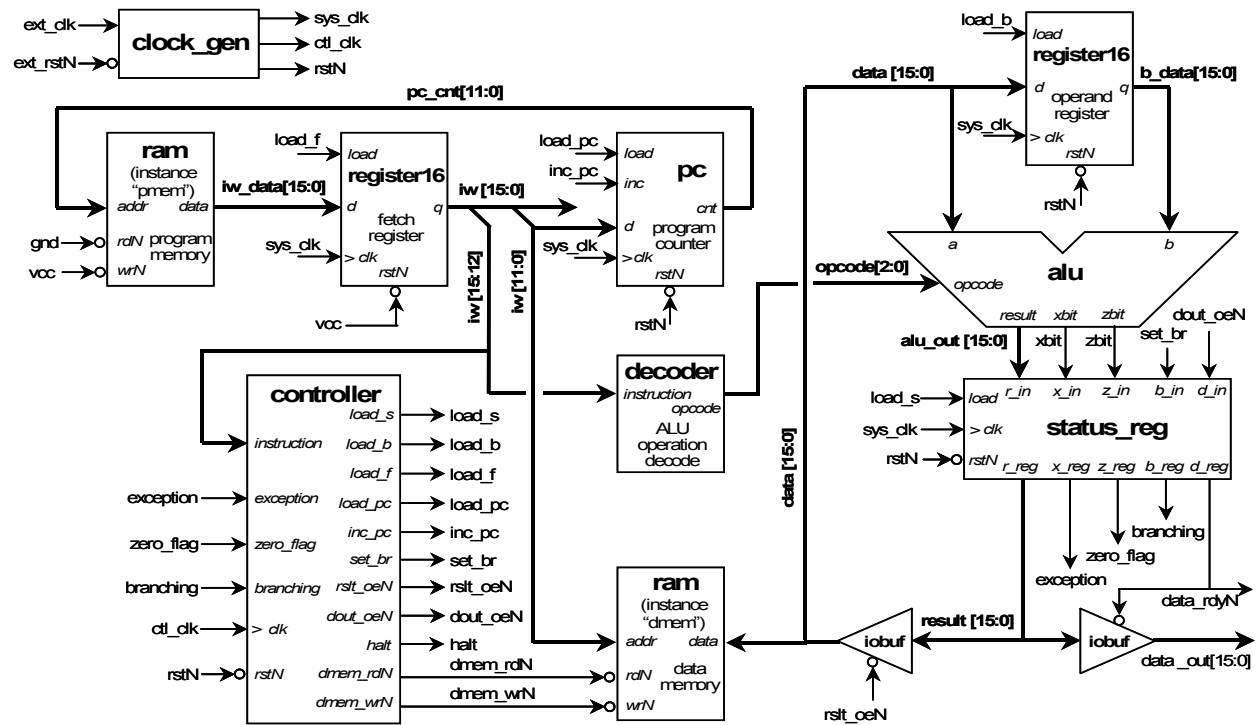 ext_clk
ext_rstN
clock_gen
sys_clk
ctl_clk
rstN
pc_cnt[11:0]
ram
(instance
"pmem")
addr data
rdN program
memory
wrN
gnd
vcc
iw_data[15:0]
load_f
load
register16
d q
fetch
register
sys_clk
> clk
rstN
vcc
iw [15:0]
iw [15:12]
iw [11:0]
load_pc
load
inc_pc
inc
pc
cnt
d program
counter
sys_clk
>clk
rstN
rstN
load_b
load
register16
data [15:0]
d q
operand
register
b_data[15:0]
sys_clk
> clk
rstN
rstN
a b
alu
opcode[2:0]
opcode
result xbit zbit
alu_out [15:0]
xbit
zbit
set_br
dout_oeN
decoder
instruction
opcode
ALU
operation
decode
load_s
load
r_in x_in z_in b_in d_in
sys_clk
> clk
status_reg
rstN
rstN
r_reg x_reg z_reg b_reg d_reg
branching
zero_flag
exception
data_rdyN
data [15:0]
controller
instruction
exception
exception
zero_flag
zero_flag
branching
branching
ctl_clk
> clk
rstN
rstN
load_s load_s
load_b load_b
load_f load_f
load_pc load_pc
inc_pc inc_pc
set_br set_br
rslt_oeN rslt_oeN
dout_oeN dout_oeN
halt halt
dmem_rdN dmem_rdN
dmem_wrN dmem_wrN
ram
(instance
"dmem")
addr data
rdN data
memory
wrN
iobuf
rslt_oeN
result [15:0]
iobuf
data _out[15:0]